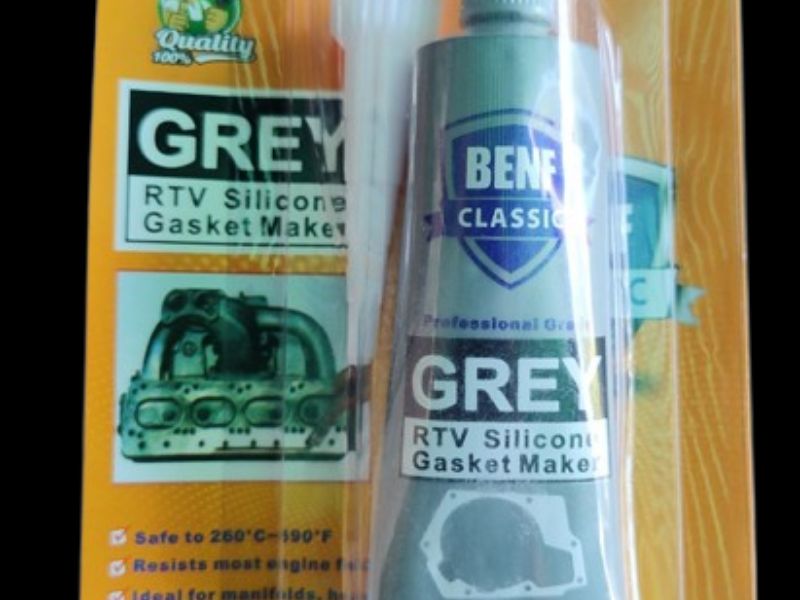 Quality
100%
GREY
RTV Silicone
Gasket Maker
Safe to 260°C-
Resists most engine
Ideal for manifolds,
BENF
CLASSIC
Professional
GREY
RTV Silicone
Gasket Maker
C